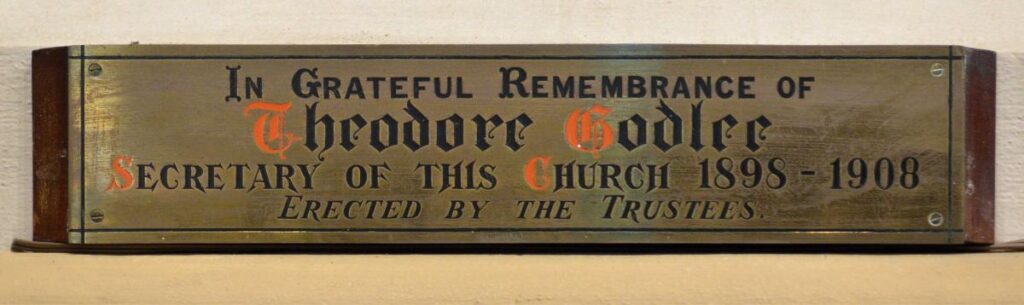 In Grateful Remembrance of
Theodore Godlee
Secretary of this Church 1898 - 1908
Erected by the Trustees.